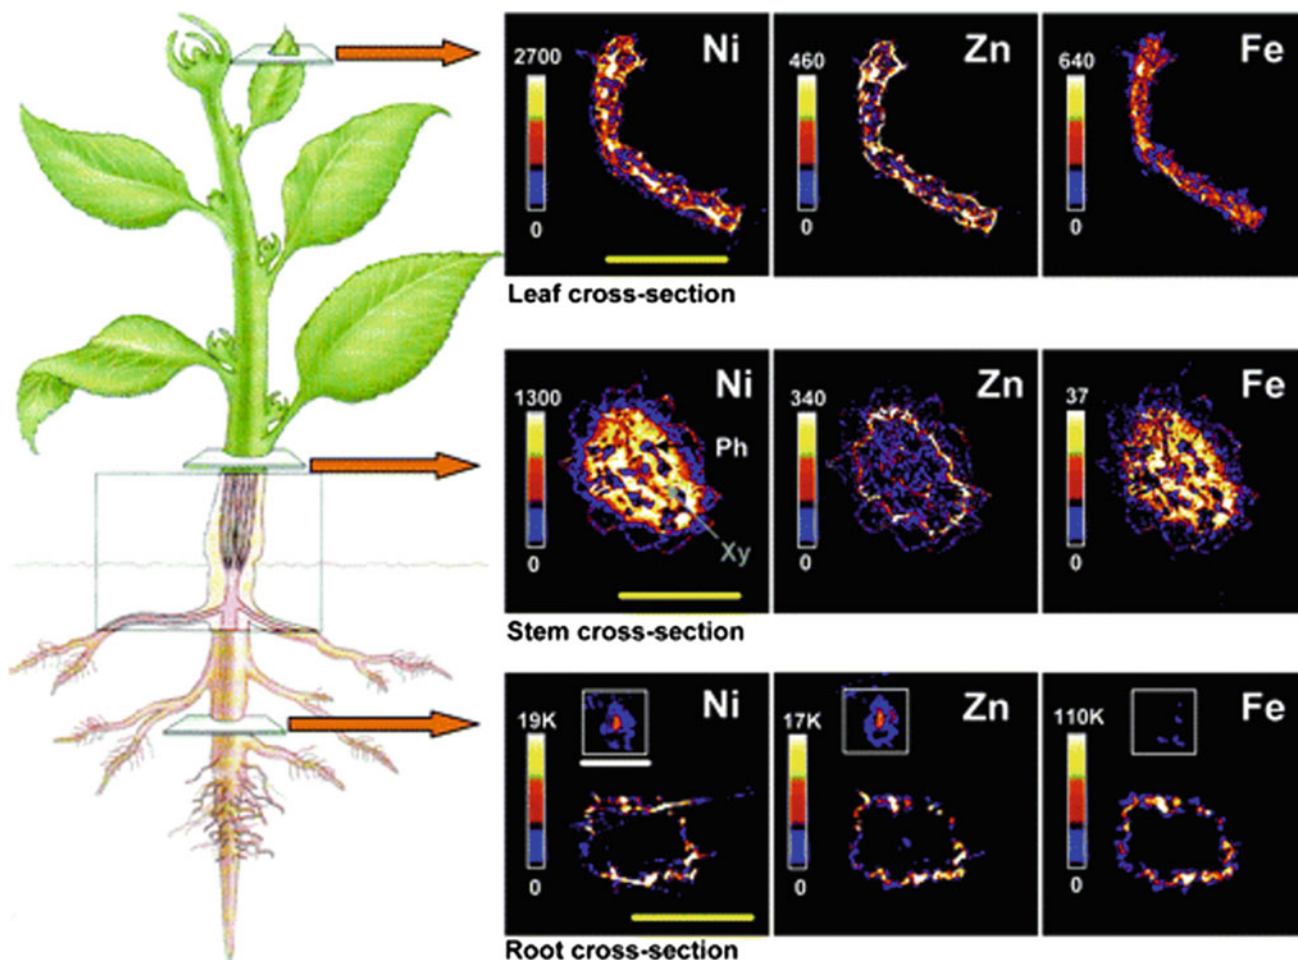 Ni
2700
0
Zn
460
0
Fe
640
0
Leaf cross-section
Ni
1300
Ph
Xy
0
Zn
340
0
Fe
37
0
Stem cross-section
Ni
19K
0
Zn
17K
0
Fe
110K
0
Root cross-section